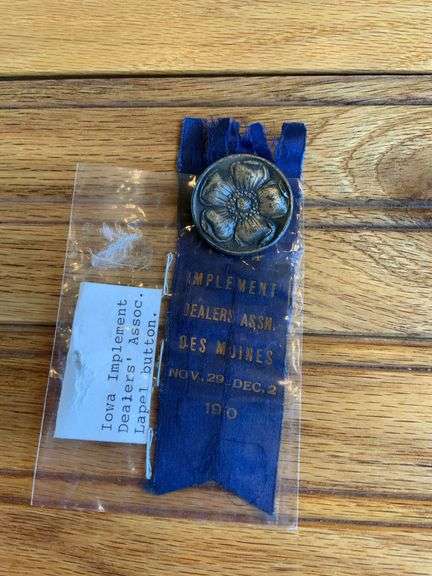 IMPLEMENT
DEALERS ASSN.
DES MOINES
NOV. 29-DEC. 2
Iowa Implement
Dealers' Assoc.
Lapel button.